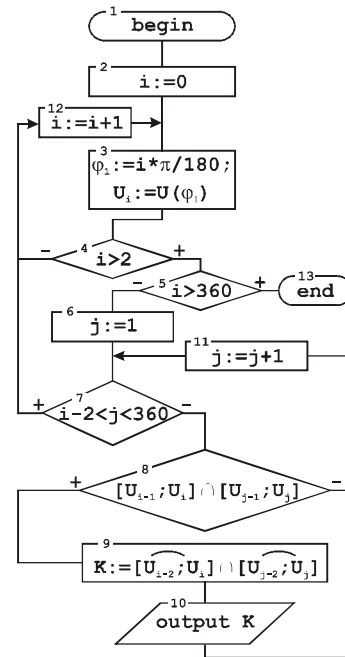 1
begin
2
i:=0
12
i:=i+1
3
φᵢ:=i*π/180;
Uᵢ:=U(φᵢ)
4
- i>2 +
5
- i>360 +
13
end
6
j:=1
11
j:=j+1
7
+ i-2<j<360 -
8
+ [Uᵢ₋₁;Uᵢ]∩[Uⱼ₋₁;Uⱼ] -
9
K:=[Uᵢ₋₂;Uᵢ]∩[Uⱼ₋₂;Uⱼ]
10
output K